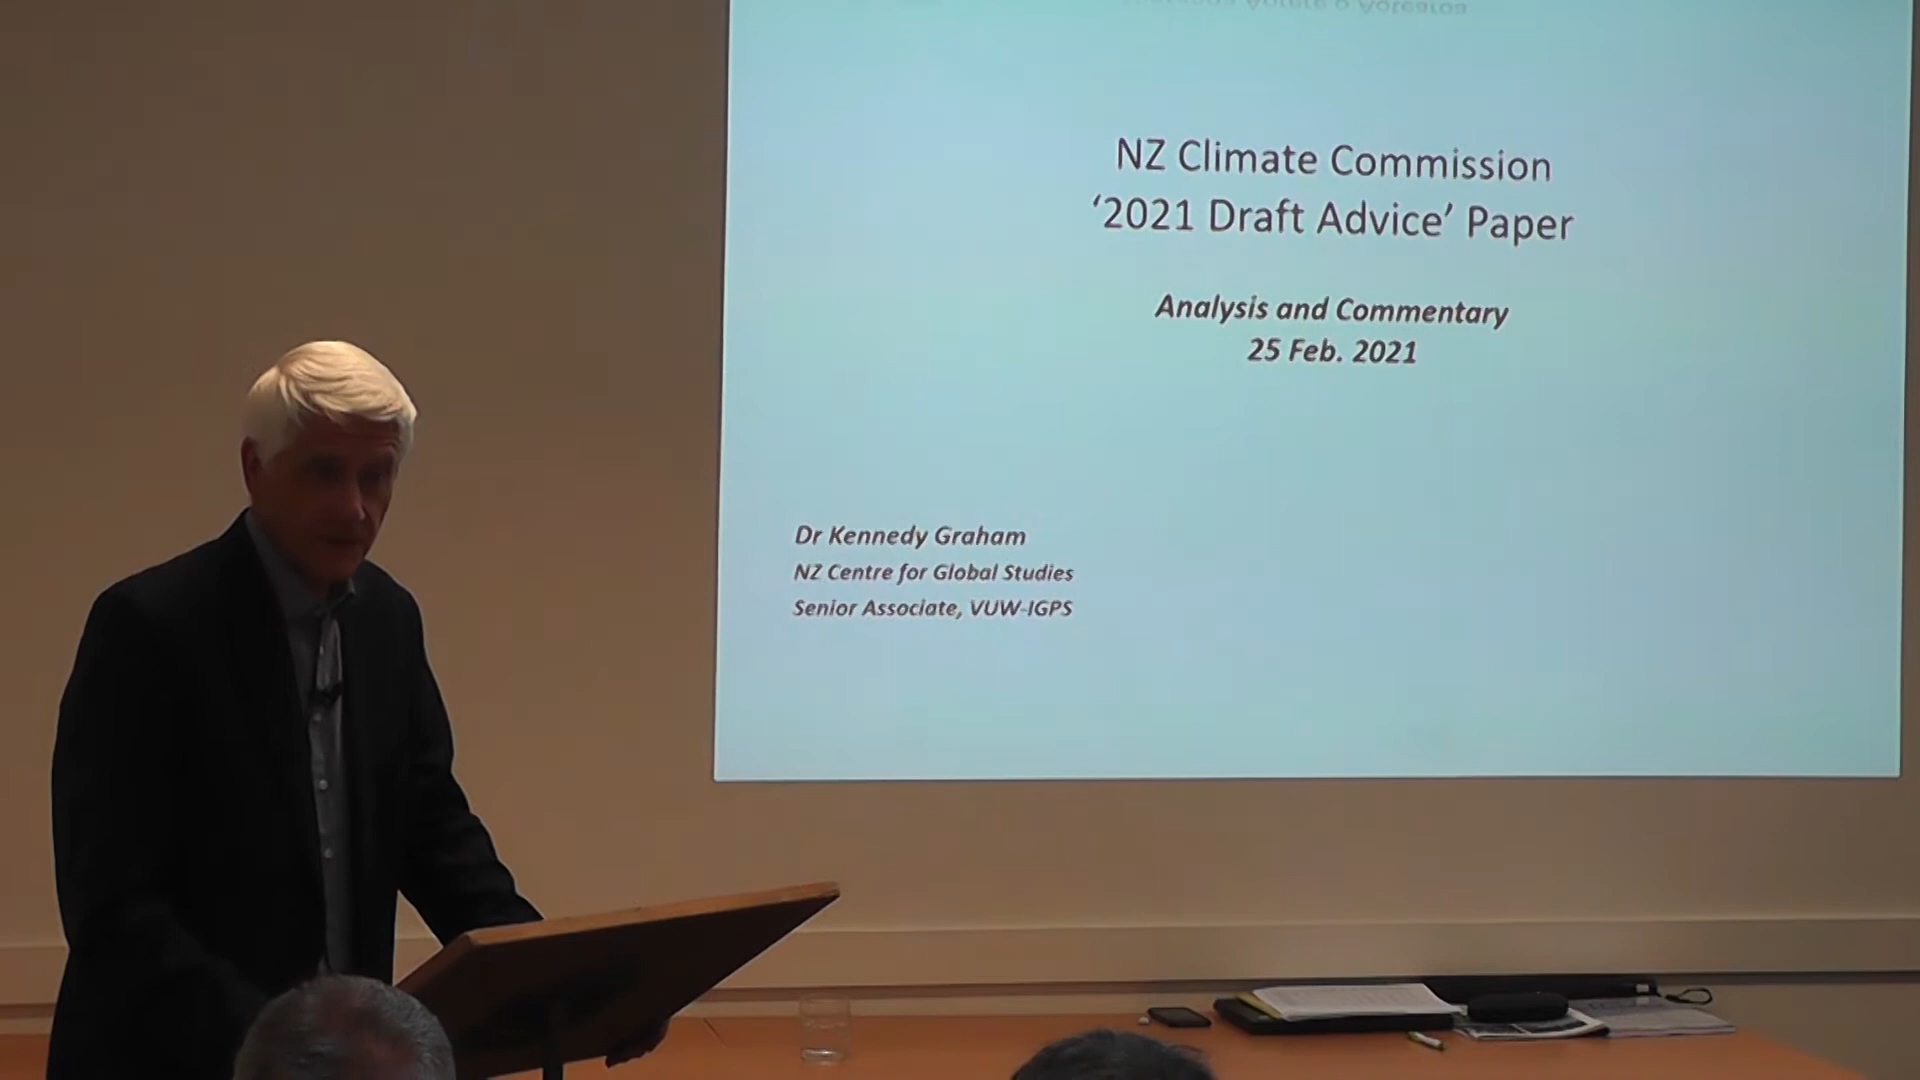 NZ Climate Commission
‘2021 Draft Advice’ Paper
Analysis and Commentary
25 Feb. 2021
Dr Kennedy Graham
NZ Centre for Global Studies
Senior Associate, VUW-IGPS